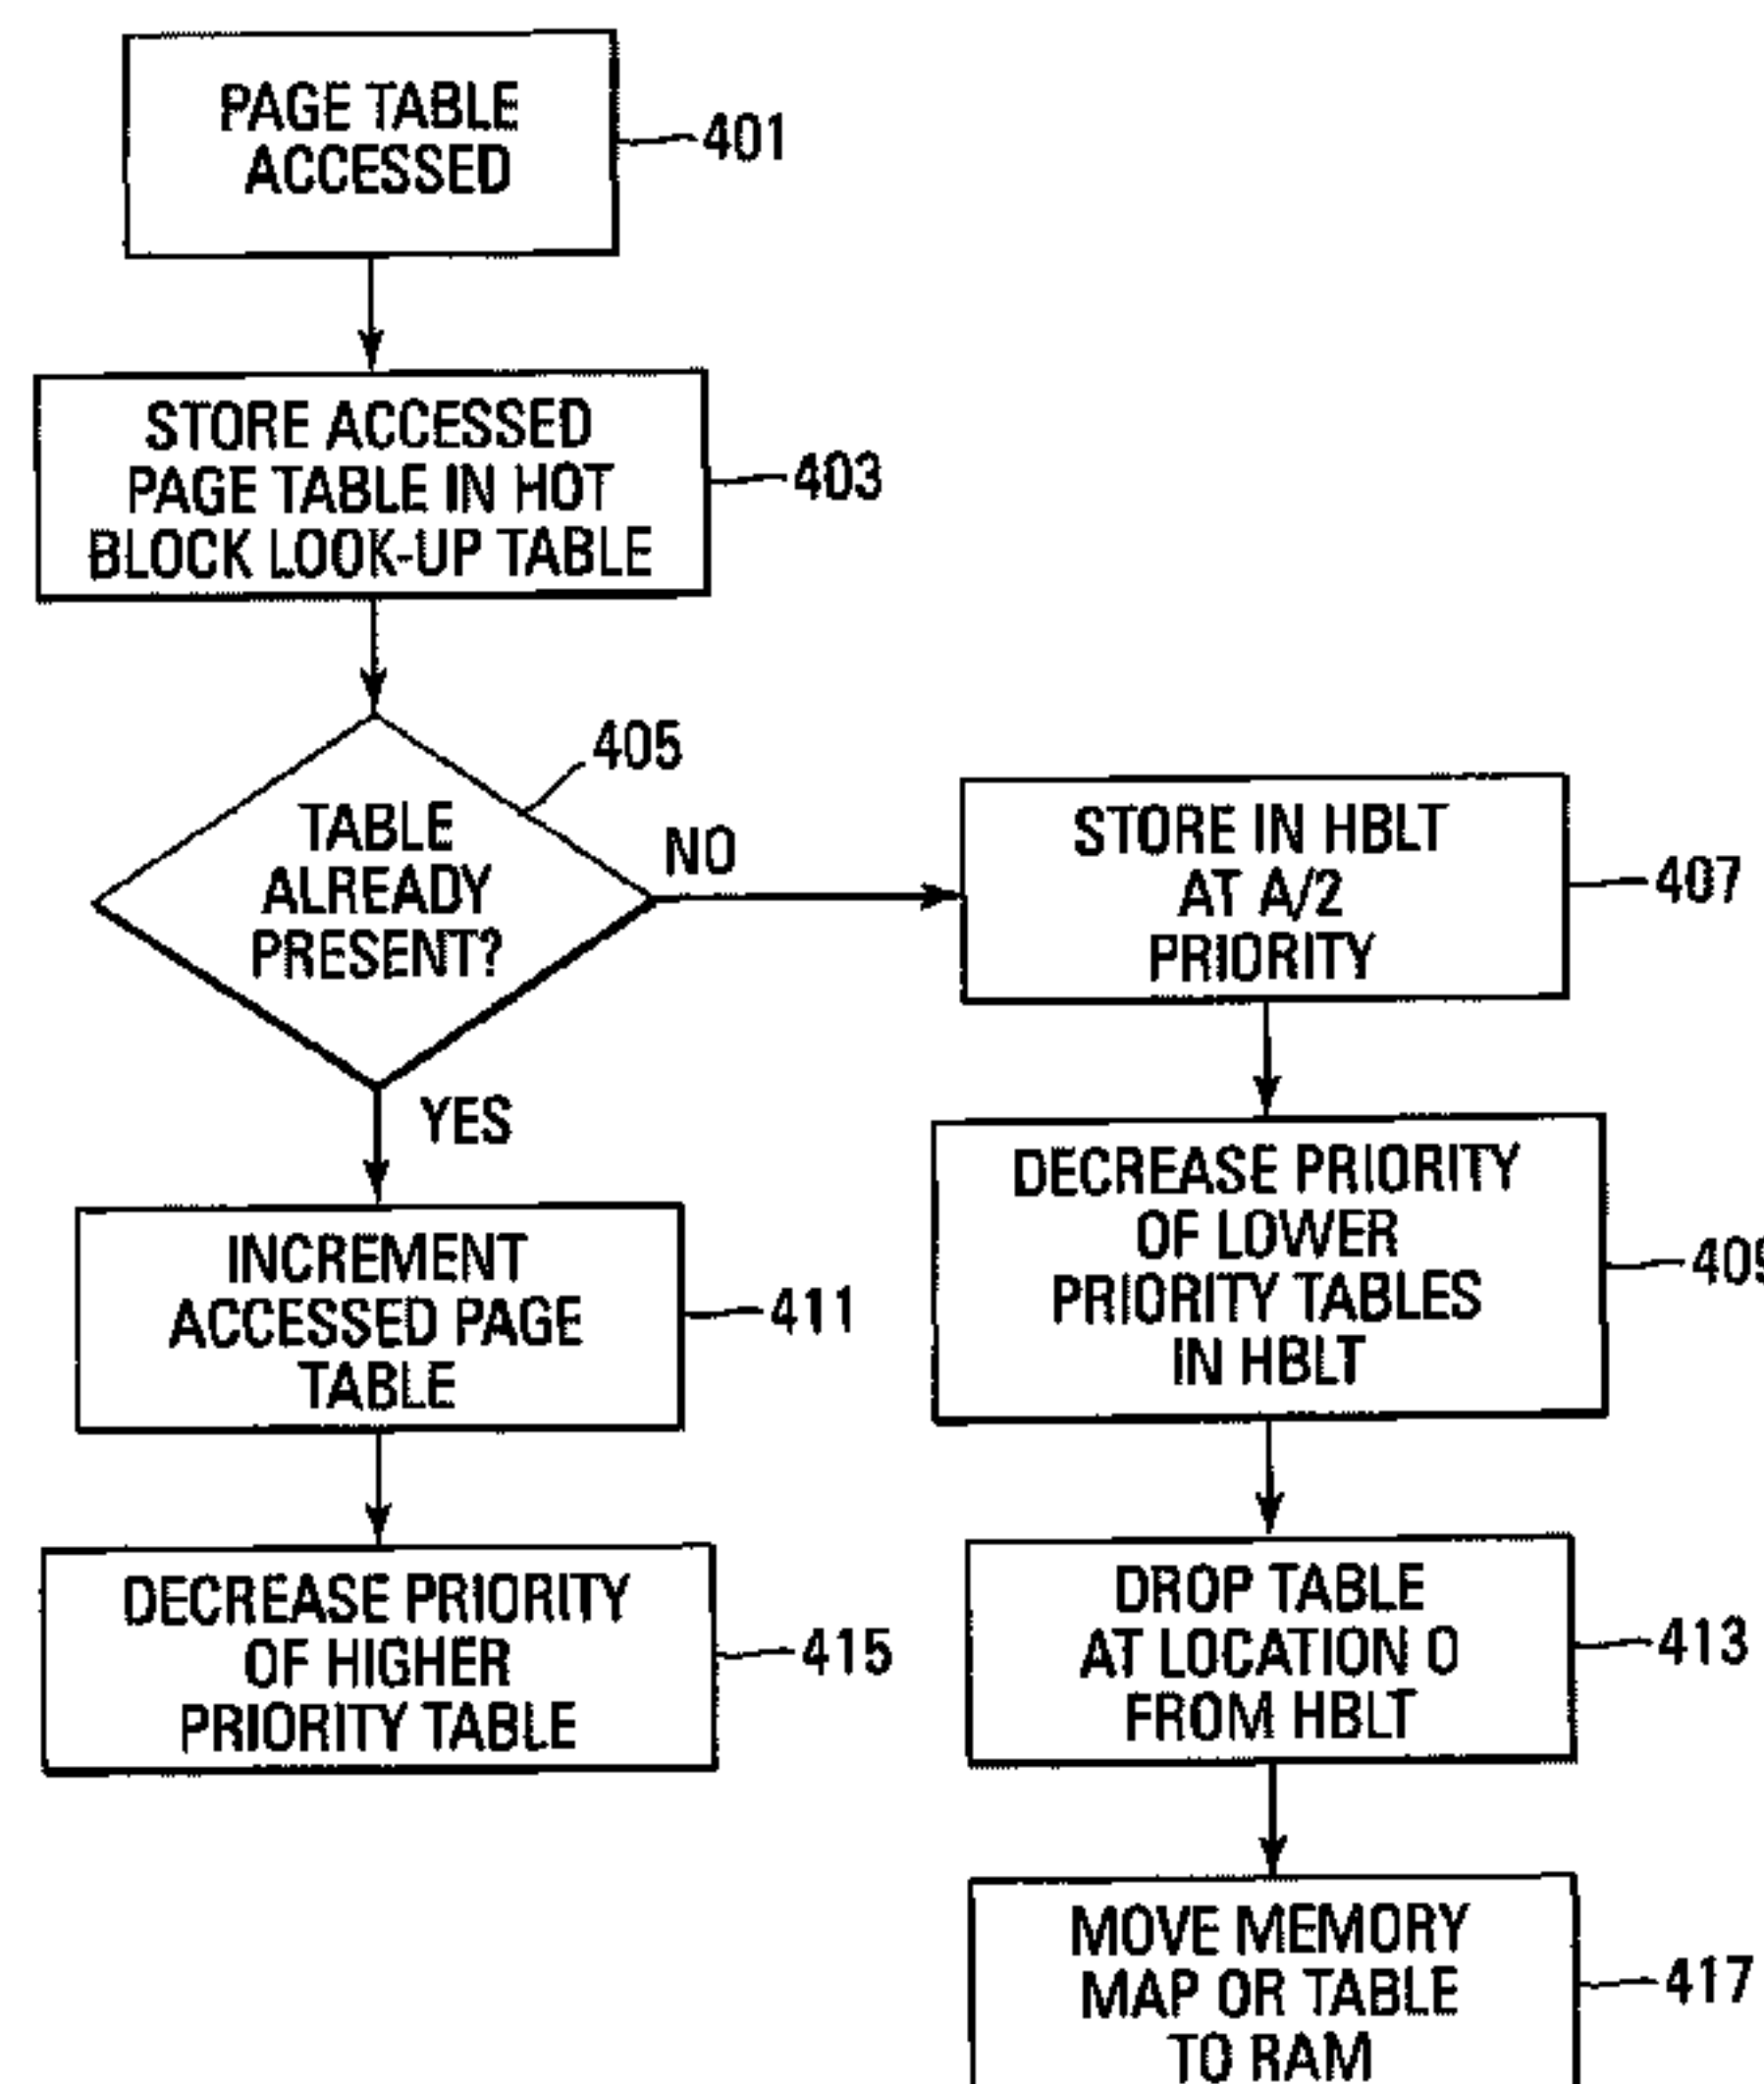 PAGE TABLE
ACCESSED
401
STORE ACCESSED
PAGE TABLE IN HOT
BLOCK LOOK-UP TABLE
403
405
TABLE
ALREADY
PRESENT?
NO
YES
STORE IN HBLT
AT A/2
PRIORITY
407
DECREASE PRIORITY
OF LOWER
PRIORITY TABLES
IN HBLT
409
INCREMENT
ACCESSED PAGE
TABLE
411
DROP TABLE
AT LOCATION 0
FROM HBLT
413
DECREASE PRIORITY
OF HIGHER
PRIORITY TABLE
415
MOVE MEMORY
MAP OR TABLE
TO RAM
417